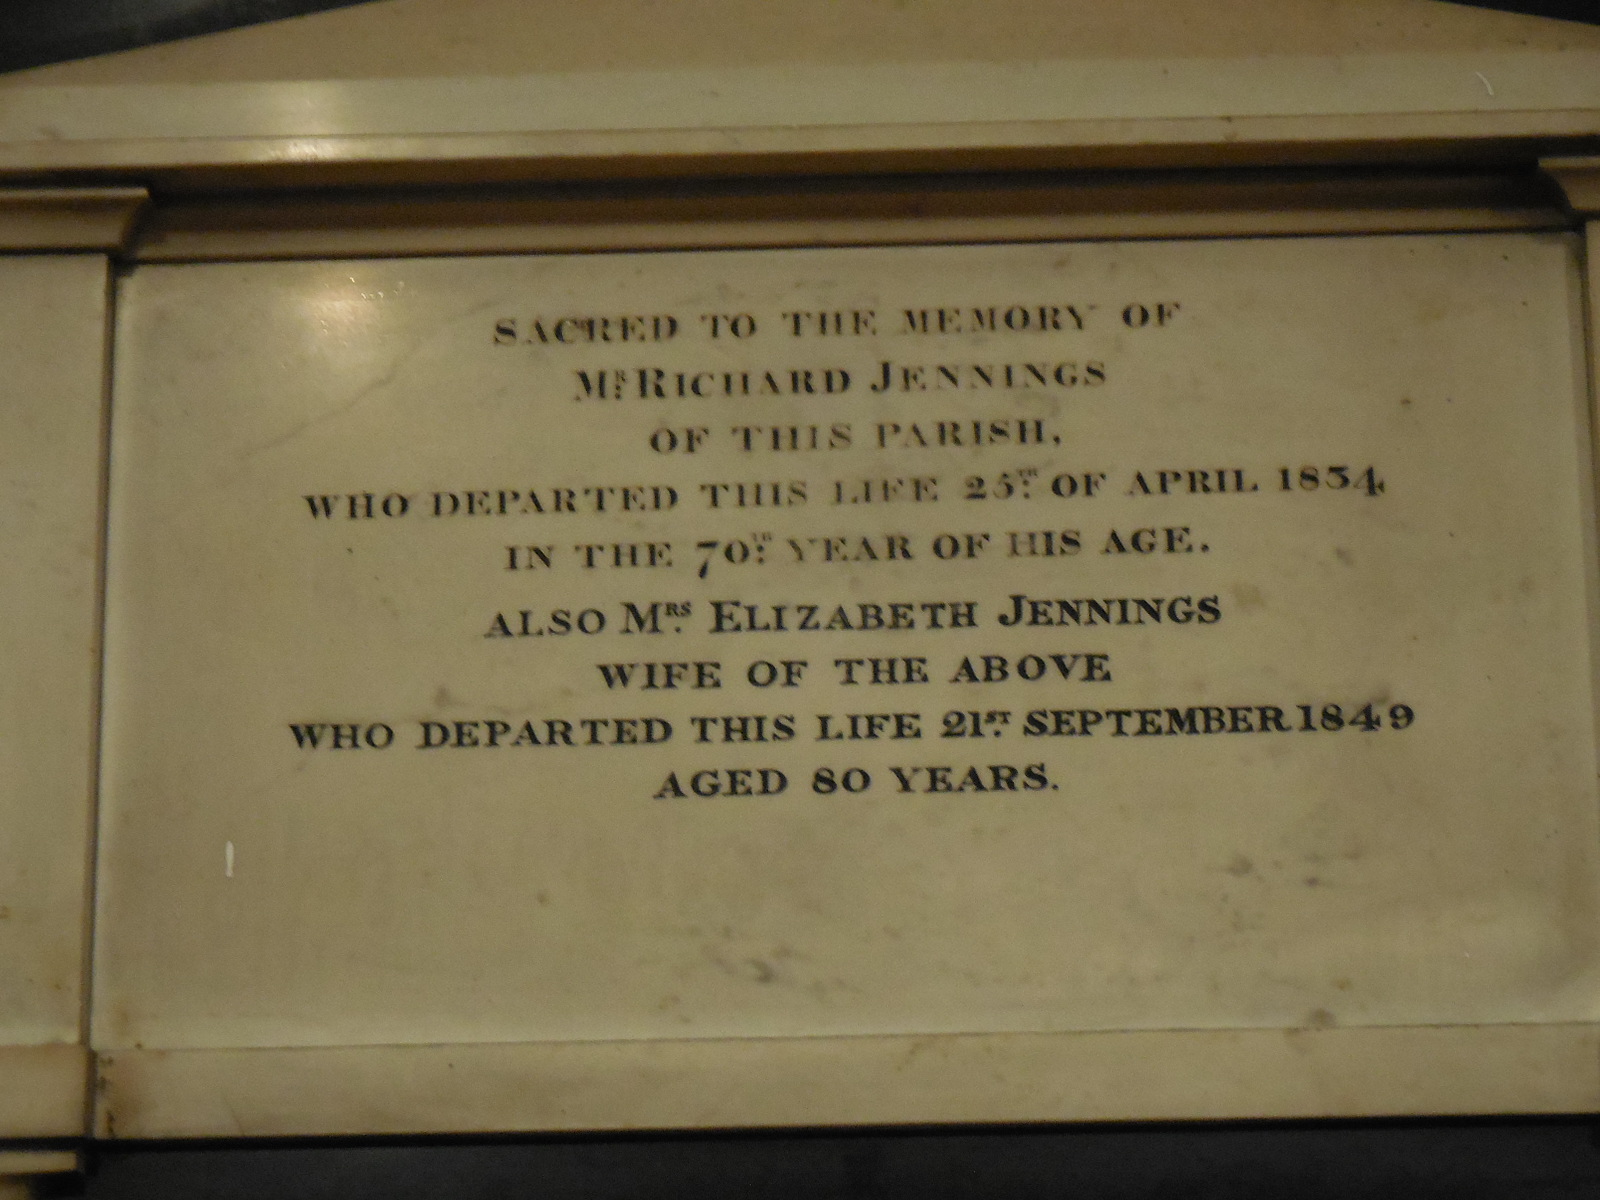 SACRED TO THE MEMORY OF
MR. RICHARD JENNINGS
OF THIS PARISH,
WHO DEPARTED THIS LIFE 25TH. OF APRIL 1834
IN THE 70TH. YEAR OF HIS AGE.
ALSO MRS. ELIZABETH JENNINGS
WIFE OF THE ABOVE
WHO DEPARTED THIS LIFE 21ST. SEPTEMBER 1849
AGED 80 YEARS.